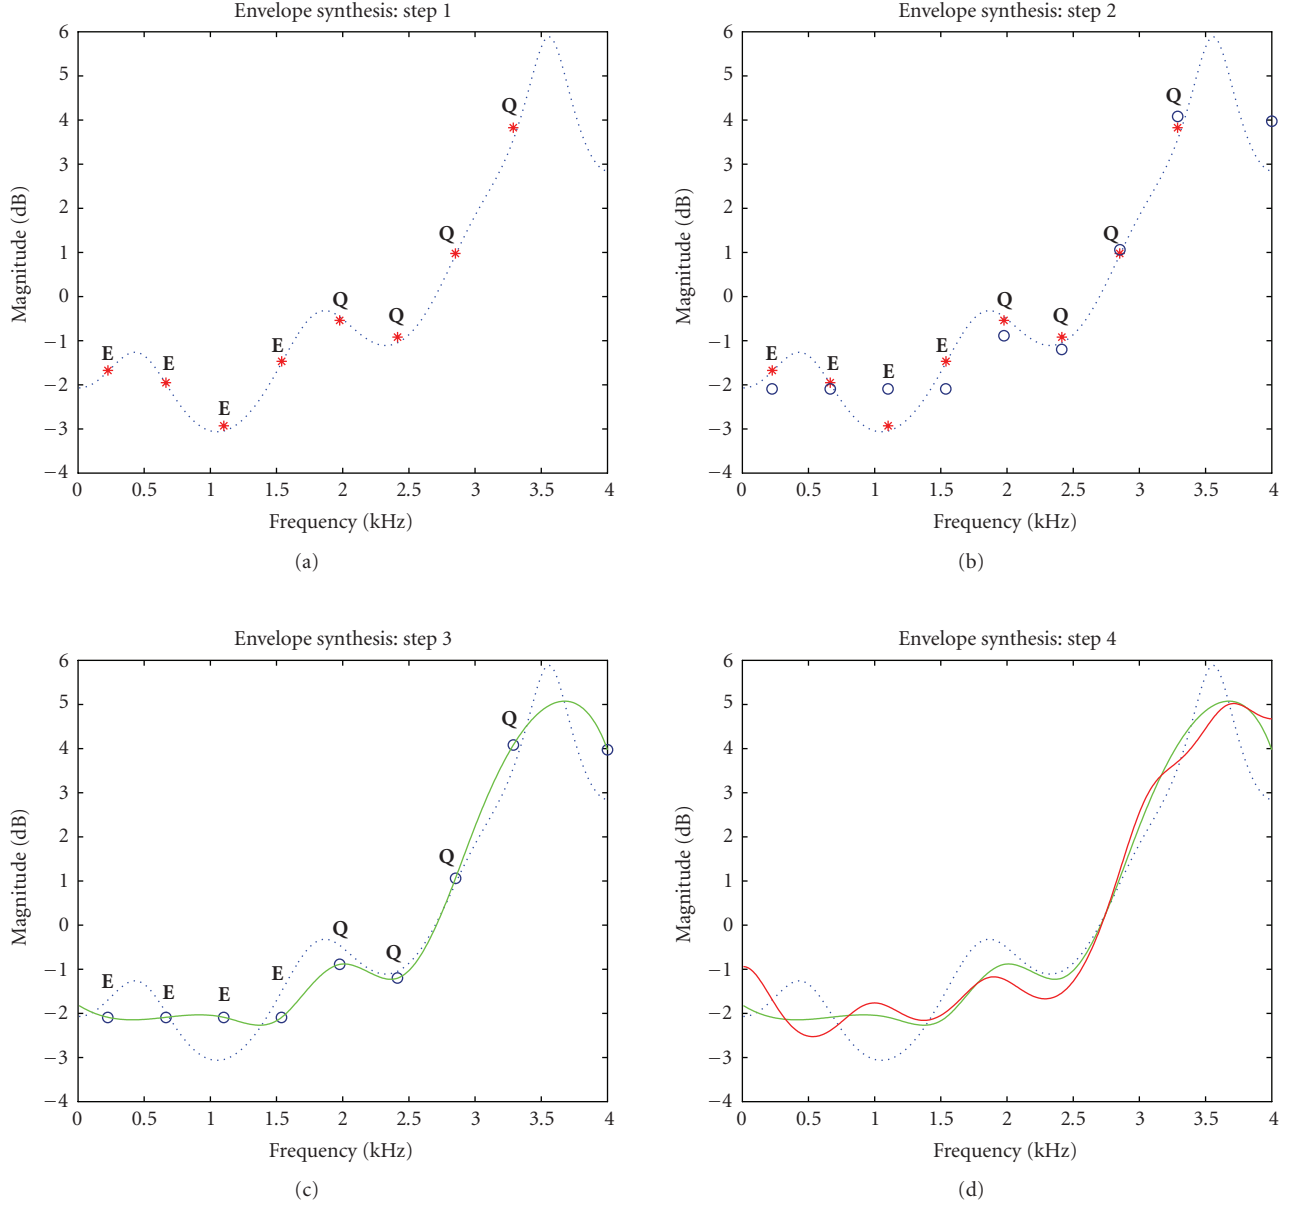 Envelope synthesis: step 1
6
5
4
3
2
1
0
−1
−2
−3
−4
Magnitude (dB)
E
E
E
E
Q
Q
Q
Q
0 0.5 1 1.5 2 2.5 3 3.5 4
Frequency (kHz)
(a)
Envelope synthesis: step 2
6
5
4
3
2
1
0
−1
−2
−3
−4
Magnitude (dB)
E
E
E
E
Q
Q
Q
Q
0 0.5 1 1.5 2 2.5 3 3.5 4
Frequency (kHz)
(b)
Envelope synthesis: step 3
6
5
4
3
2
1
0
−1
−2
−3
−4
Magnitude (dB)
E
E
E
E
Q
Q
Q
Q
0 0.5 1 1.5 2 2.5 3 3.5 4
Frequency (kHz)
(c)
Envelope synthesis: step 4
6
5
4
3
2
1
0
−1
−2
−3
−4
Magnitude (dB)
0 0.5 1 1.5 2 2.5 3 3.5 4
Frequency (kHz)
(d)